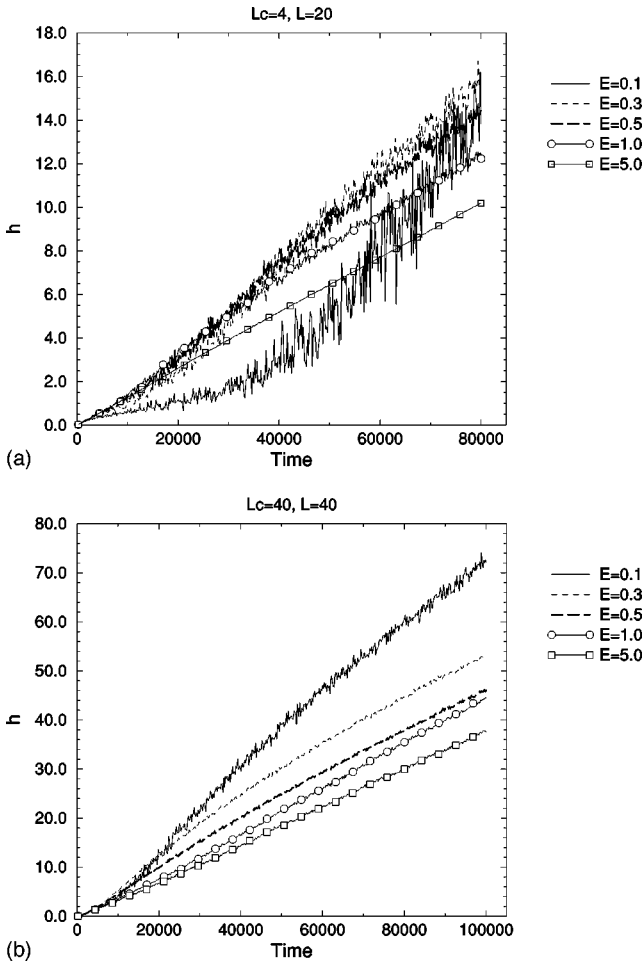 Lc=4, L=20
18.0
16.0
14.0
12.0
10.0
8.0
6.0
4.0
2.0
0.0
h
0 20000 40000 60000 80000
Time
E=0.1
E=0.3
E=0.5
E=1.0
E=5.0
(a)
Lc=40, L=40
80.0
70.0
60.0
50.0
40.0
30.0
20.0
10.0
0.0
h
0 20000 40000 60000 80000 100000
Time
E=0.1
E=0.3
E=0.5
E=1.0
E=5.0
(b)